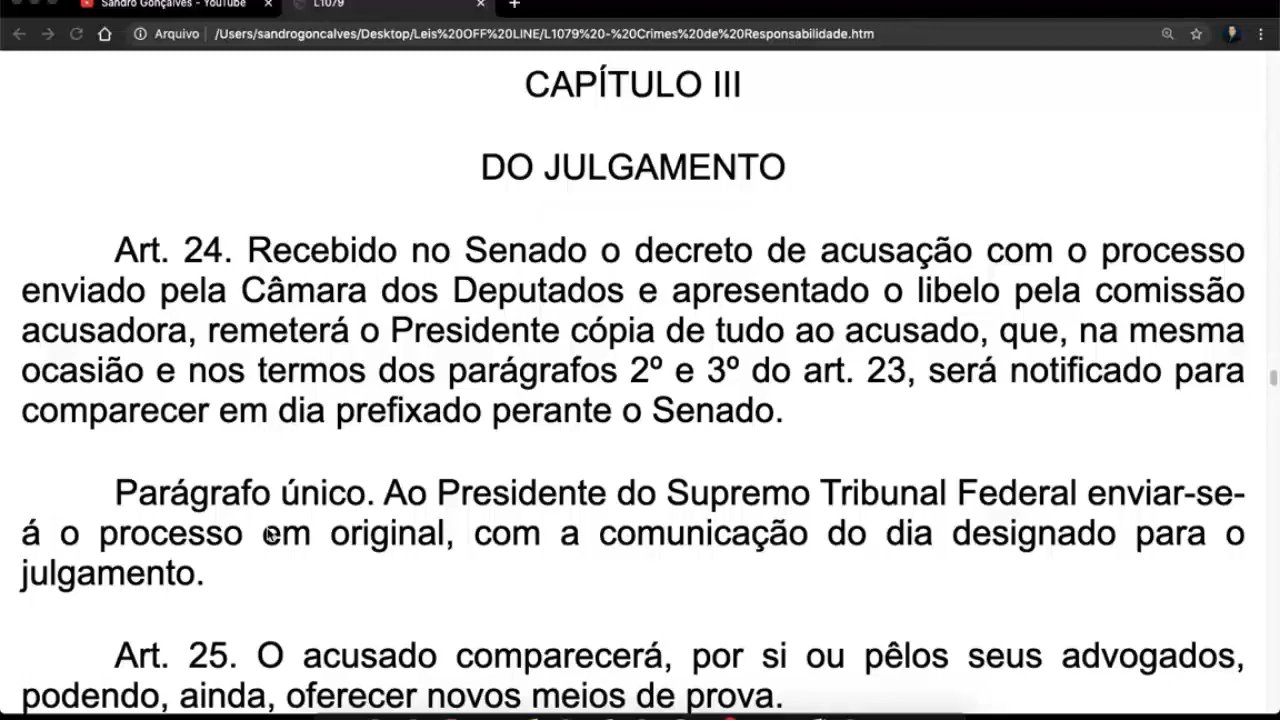 Sandro Gonçalves - YouTube
L1079
Arquivo | /Users/sandrogoncalves/Desktop/Leis%20OFF%20LINE/L1079%20-%20Crimes%20de%20Responsabilidade.htm
CAPÍTULO III
DO JULGAMENTO
Art. 24. Recebido no Senado o decreto de acusação com o processo
enviado pela Câmara dos Deputados e apresentado o libelo pela comissão
acusadora, remeterá o Presidente cópia de tudo ao acusado, que, na mesma
ocasião e nos termos dos parágrafos 2º e 3º do art. 23, será notificado para
comparecer em dia prefixado perante o Senado.
Parágrafo único. Ao Presidente do Supremo Tribunal Federal enviar-se-
á o processo em original, com a comunicação do dia designado para o
julgamento.
Art. 25. O acusado comparecerá, por si ou pêlos seus advogados,
podendo, ainda, oferecer novos meios de prova.